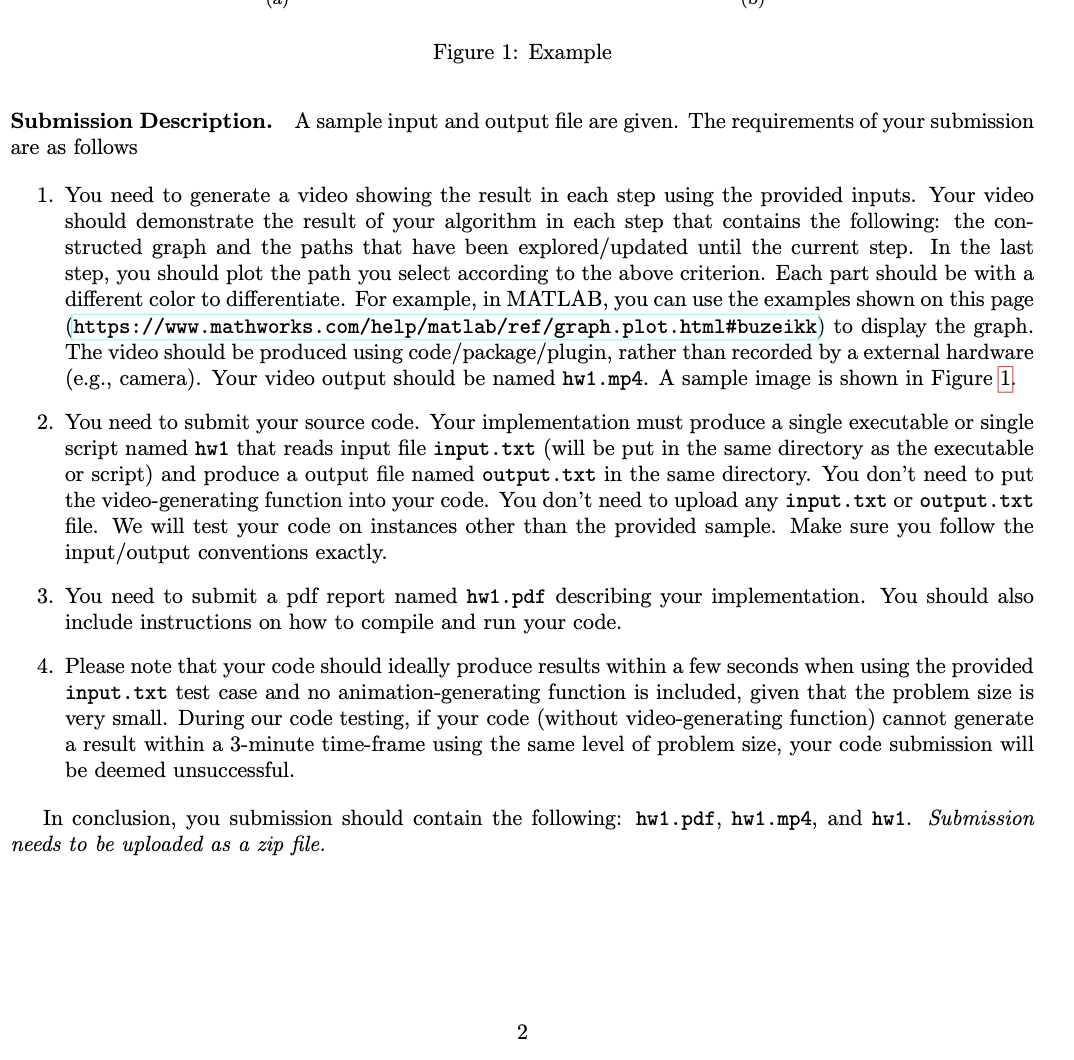 (a) (b)
Figure 1: Example
Submission Description. A sample input and output file are given. The requirements of your submission
are as follows
1. You need to generate a video showing the result in each step using the provided inputs. Your video
should demonstrate the result of your algorithm in each step that contains the following: the con-
structed graph and the paths that have been explored/updated until the current step. In the last
step, you should plot the path you select according to the above criterion. Each part should be with a
different color to differentiate. For example, in MATLAB, you can use the examples shown on this page
(https://www.mathworks.com/help/matlab/ref/graph.plot.html#buzeikk) to display the graph.
The video should be produced using code/package/plugin, rather than recorded by a external hardware
(e.g., camera). Your video output should be named hw1.mp4. A sample image is shown in Figure 1.
2. You need to submit your source code. Your implementation must produce a single executable or single
script named hw1 that reads input file input.txt (will be put in the same directory as the executable
or script) and produce a output file named output.txt in the same directory. You don't need to put
the video-generating function into your code. You don't need to upload any input.txt or output.txt
file. We will test your code on instances other than the provided sample. Make sure you follow the
input/output conventions exactly.
3. You need to submit a pdf report named hw1.pdf describing your implementation. You should also
include instructions on how to compile and run your code.
4. Please note that your code should ideally produce results within a few seconds when using the provided
input.txt test case and no animation-generating function is included, given that the problem size is
very small. During our code testing, if your code (without video-generating function) cannot generate
a result within a 3-minute time-frame using the same level of problem size, your code submission will
be deemed unsuccessful.
In conclusion, you submission should contain the following: hw1.pdf, hw1.mp4, and hw1. Submission
needs to be uploaded as a zip file.
2